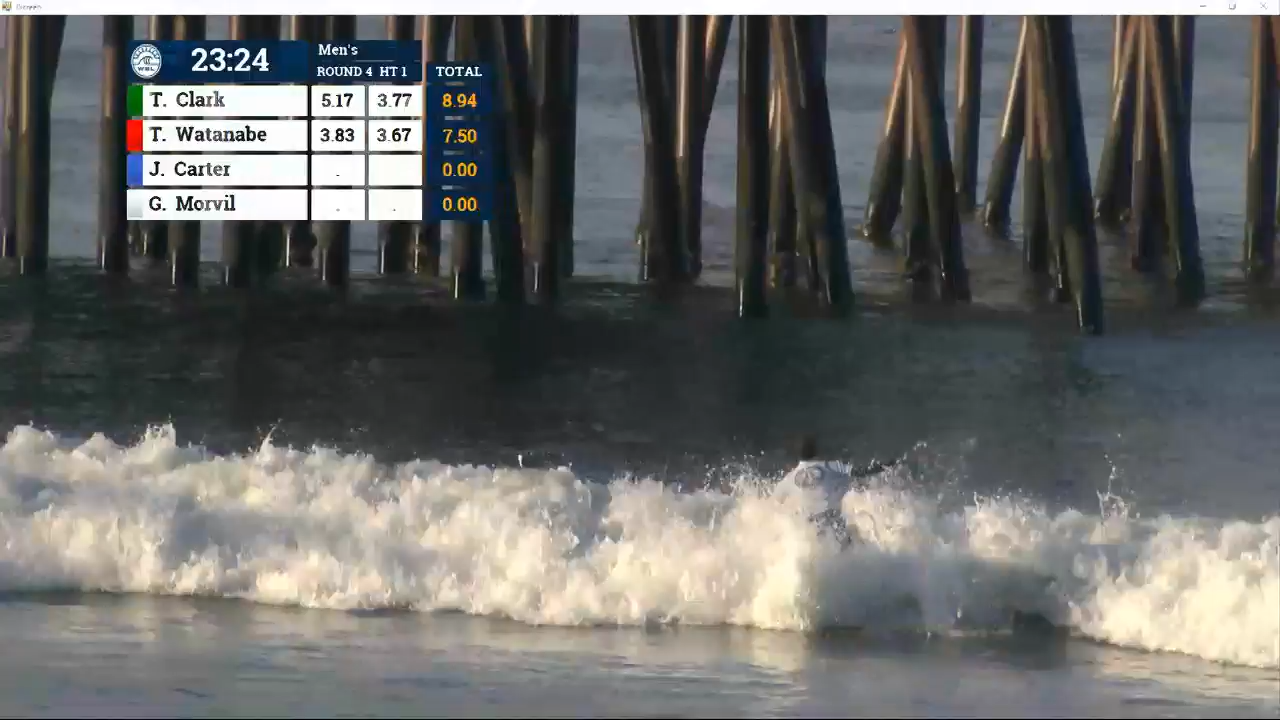 23:24 Men's
ROUND 4 HT 1 TOTAL
T. Clark 5.17 3.77 8.94
T. Watanabe 3.83 3.67 7.50
J. Carter . 0.00
G. Morvil . . 0.00